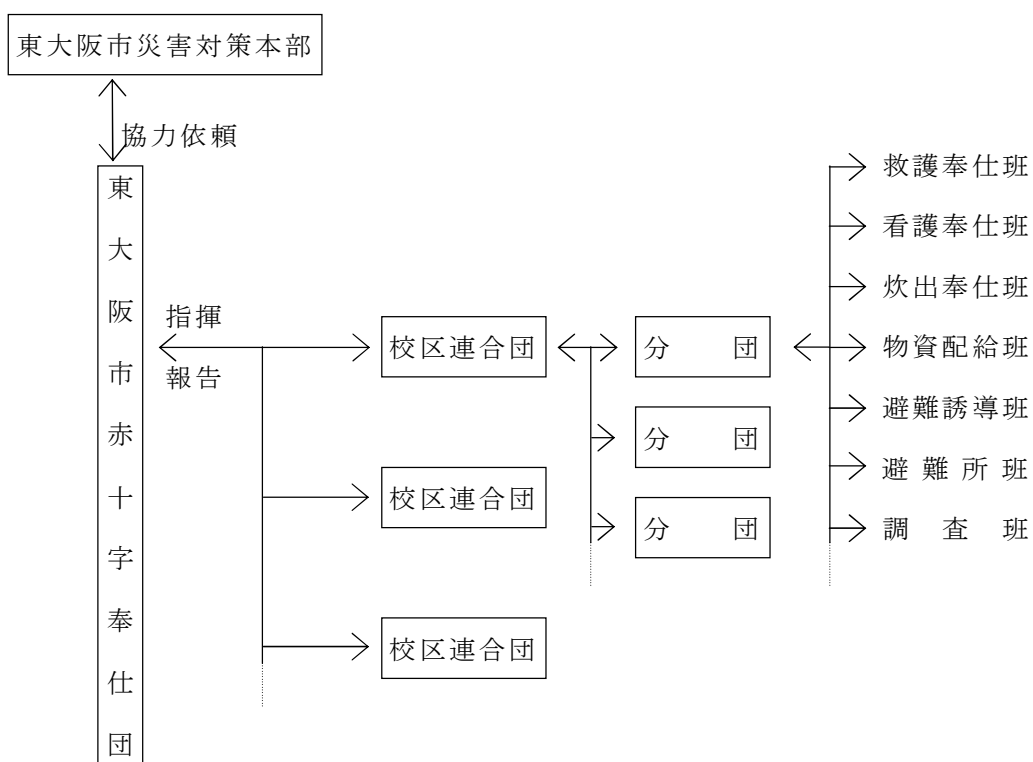 東大阪市災害対策本部
協力依頼
東大阪市赤十字奉仕団
指揮
報告
校区連合団
校区連合団
校区連合団
分　団
分　団
分　団
救護奉仕班
看護奉仕班
炊出奉仕班
物資配給班
避難誘導班
避難所班
調査班